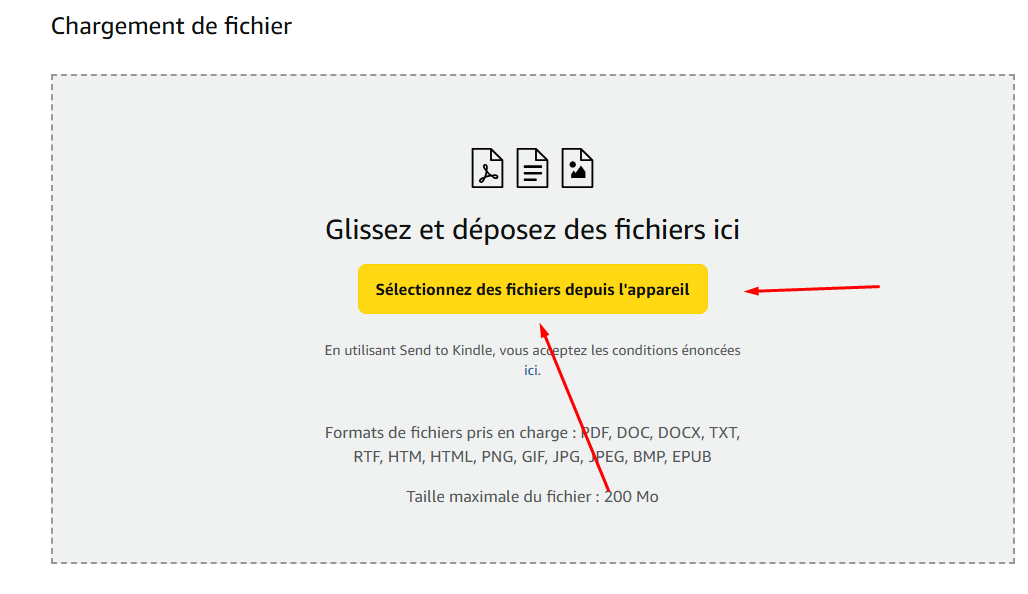 Chargement de fichier
Glissez et déposez des fichiers ici
Sélectionnez des fichiers depuis l'appareil
En utilisant Send to Kindle, vous acceptez les conditions énoncées
ici.
Formats de fichiers pris en charge : PDF, DOC, DOCX, TXT,
RTF, HTM, HTML, PNG, GIF, JPG, JPEG, BMP, EPUB
Taille maximale du fichier : 200 Mo